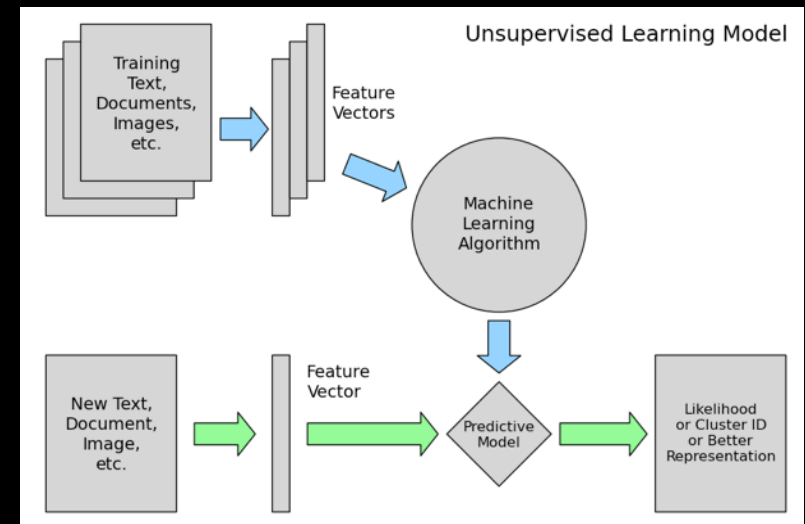 Unsupervised Learning Model
Training
Text,
Documents,
Images,
etc.
Feature
Vectors
Machine
Learning
Algorithm
New Text,
Document,
Image,
etc.
Feature
Vector
Predictive
Model
Likelihood
or Cluster ID
or Better
Representation